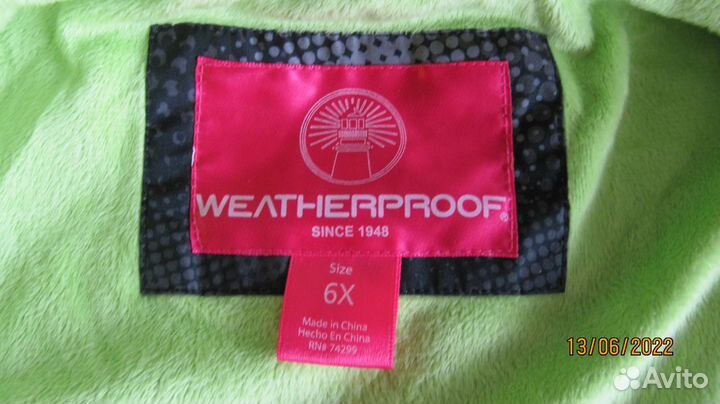 WEATHERPROOF®
SINCE 1948
Size
6X
Made in China
Hecho En China
RN# 74299
13/06/2022
Avito